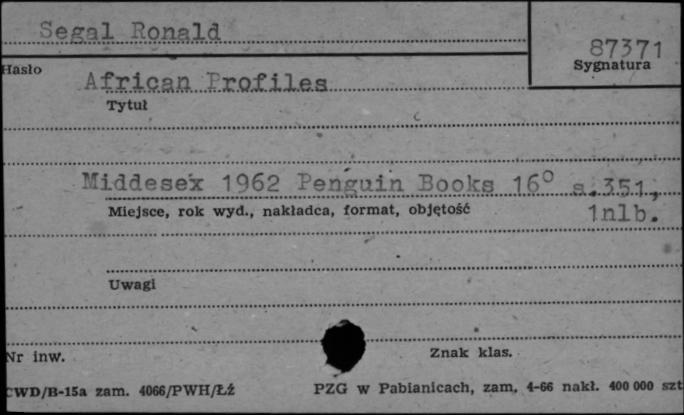 Segal Ronald
87371
Hasło
Sygnatura
African Profiles
Tytuł
Middesex 1962 Penguin Books 16° s.351,
Miejsce, rok wyd., nakładca, format, objętość
1nlb.
Uwagi
Nr inw.
Znak klas.
CWD/B-15a zam. 4066/PWH/Łź
PZG w Pabianicach, zam. 4-66 nakł. 400 000 szt